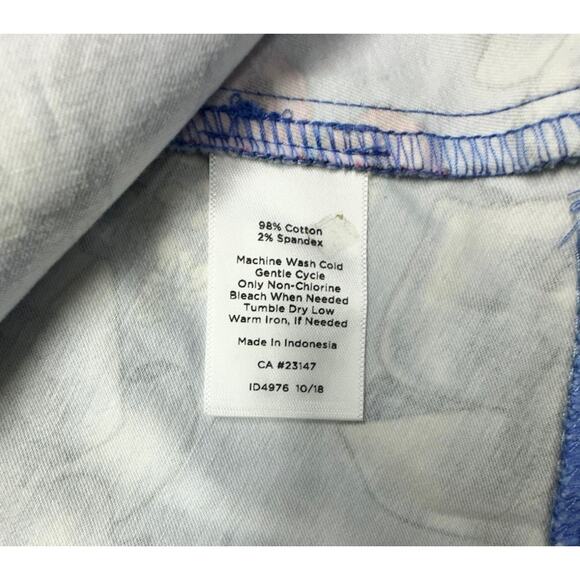 98% Cotton
2% Spandex
Machine Wash Cold
Gentle Cycle
Only Non-Chlorine
Bleach When Needed
Tumble Dry Low
Warm Iron, If Needed
Made In Indonesia
CA #23147
ID4976 10/18